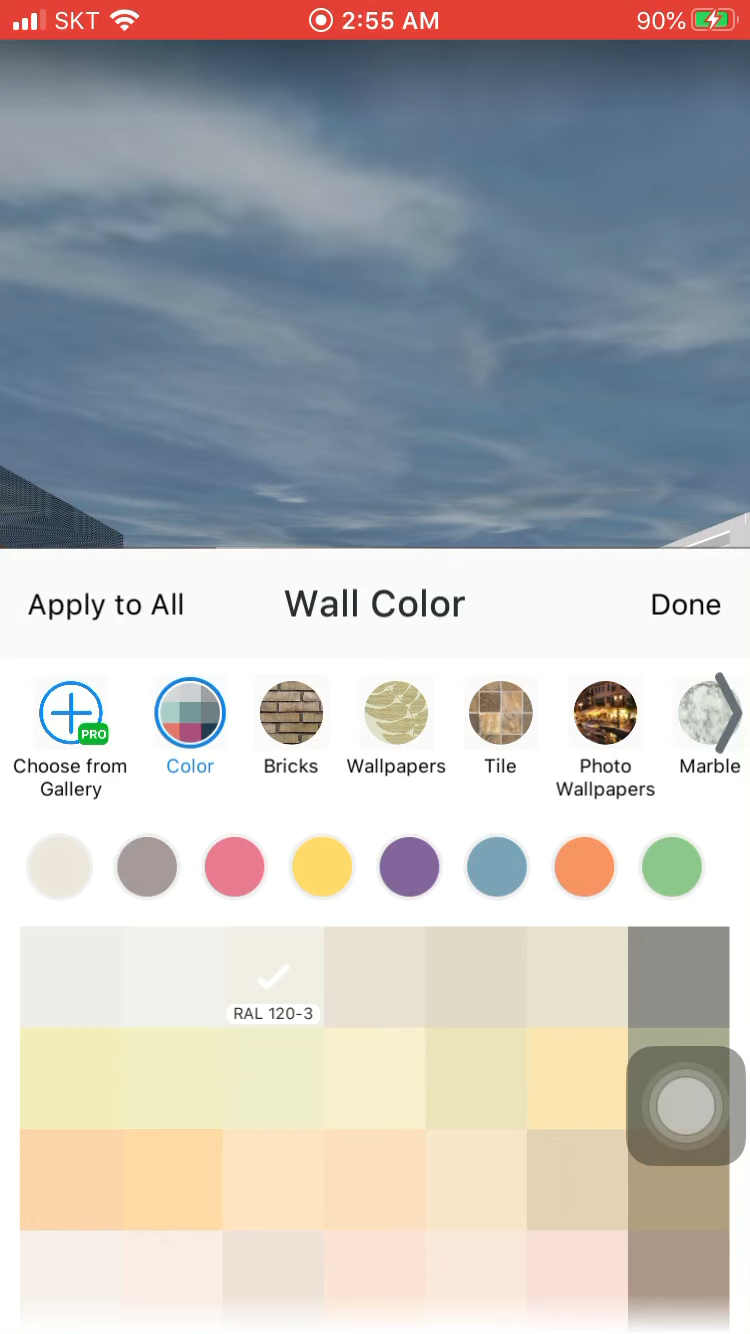 SKT 2:55 AM 90%
Apply to All Wall Color Done
PRO
Choose from Gallery
Color
Bricks
Wallpapers
Tile
Photo Wallpapers
Marble
RAL 120-3